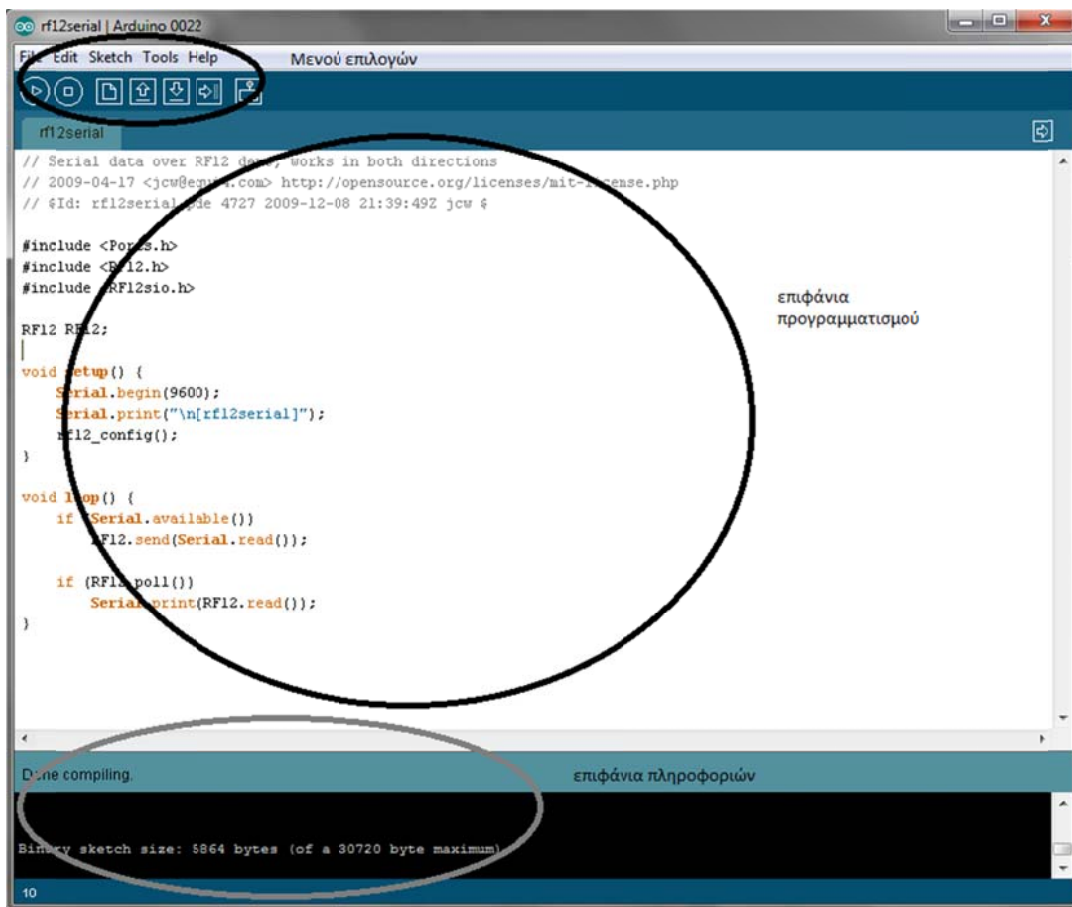 rf12serial | Arduino 0022
File Edit Sketch Tools Help
Μενού επιλογών
rf12serial
// Serial data over RF12 demo, works in both directions
// 2009-04-17 <jcw@equi4.com> http://opensource.org/licenses/mit-license.php
// $Id: rf12serial.pde 4727 2009-12-08 21:39:49Z jcw $
#include <Ports.h>
#include <RF12.h>
#include <RF12sio.h>
επιφάνια
προγραμματισμού
RF12 RF12;
void setup() {
Serial.begin(9600);
Serial.print("\n[rf12serial]");
rf12_config();
}
void loop() {
if (Serial.available())
RF12.send(Serial.read());
if (RF12.poll())
Serial.print(RF12.read());
}
Done compiling.
επιφάνια πληροφοριών
Binary sketch size: 5864 bytes (of a 30720 byte maximum)
10